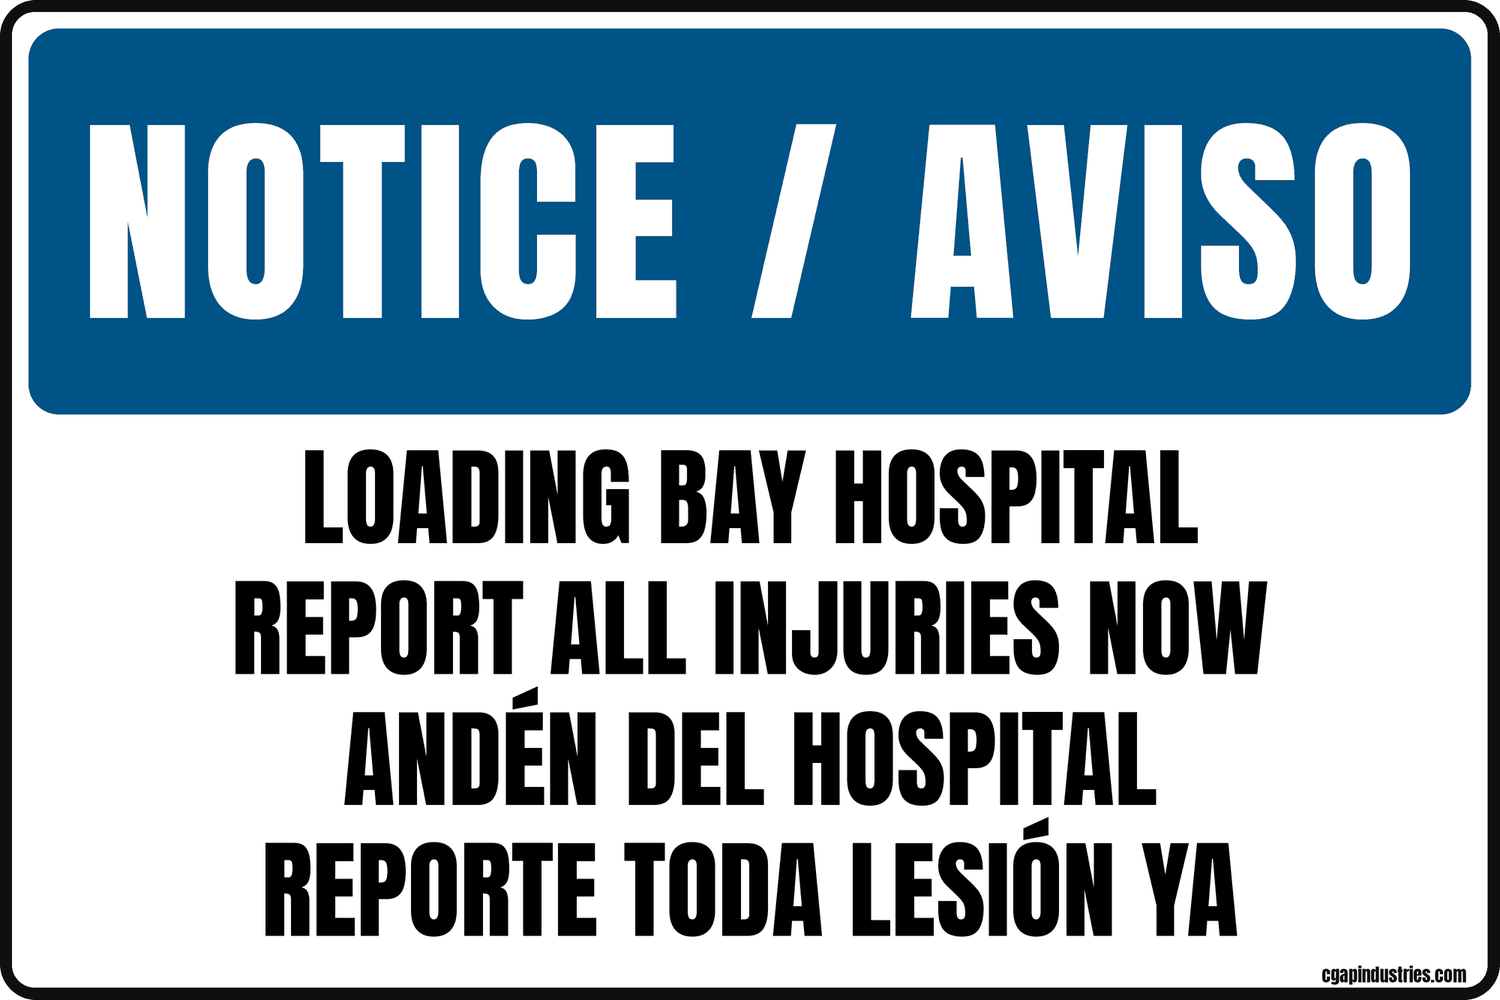 NOTICE / AVISO
LOADING BAY HOSPITAL
REPORT ALL INJURIES NOW
ANDÉN DEL HOSPITAL
REPORTE TODA LESIÓN YA
cgapindustries.com